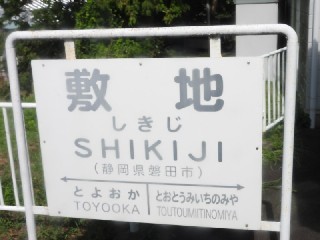 敷地
しきじ
SHIKIJI
(静岡県磐田市)
とよおか とおとうみいちのみや
TOYOOKA TOUTOUMIITINOMIYA